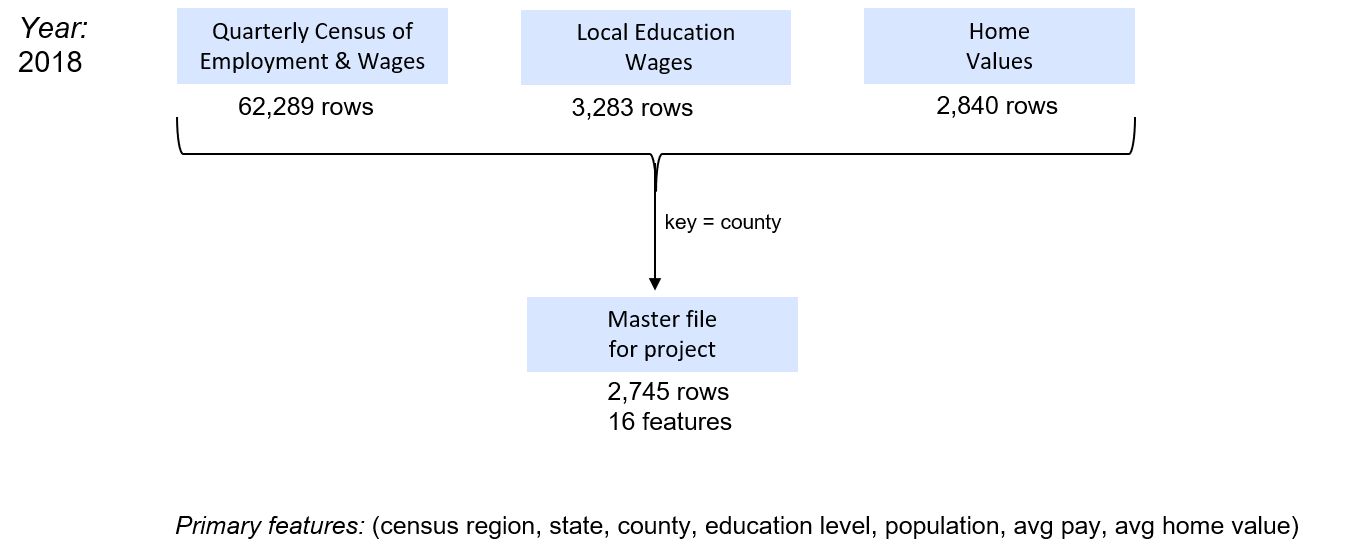 Year:
2018
Quarterly Census of
Employment & Wages
62,289 rows
Local Education
Wages
3,283 rows
Home
Values
2,840 rows
key = county
Master file
for project
2,745 rows
16 features
Primary features: (census region, state, county, education level, population, avg pay, avg home value)